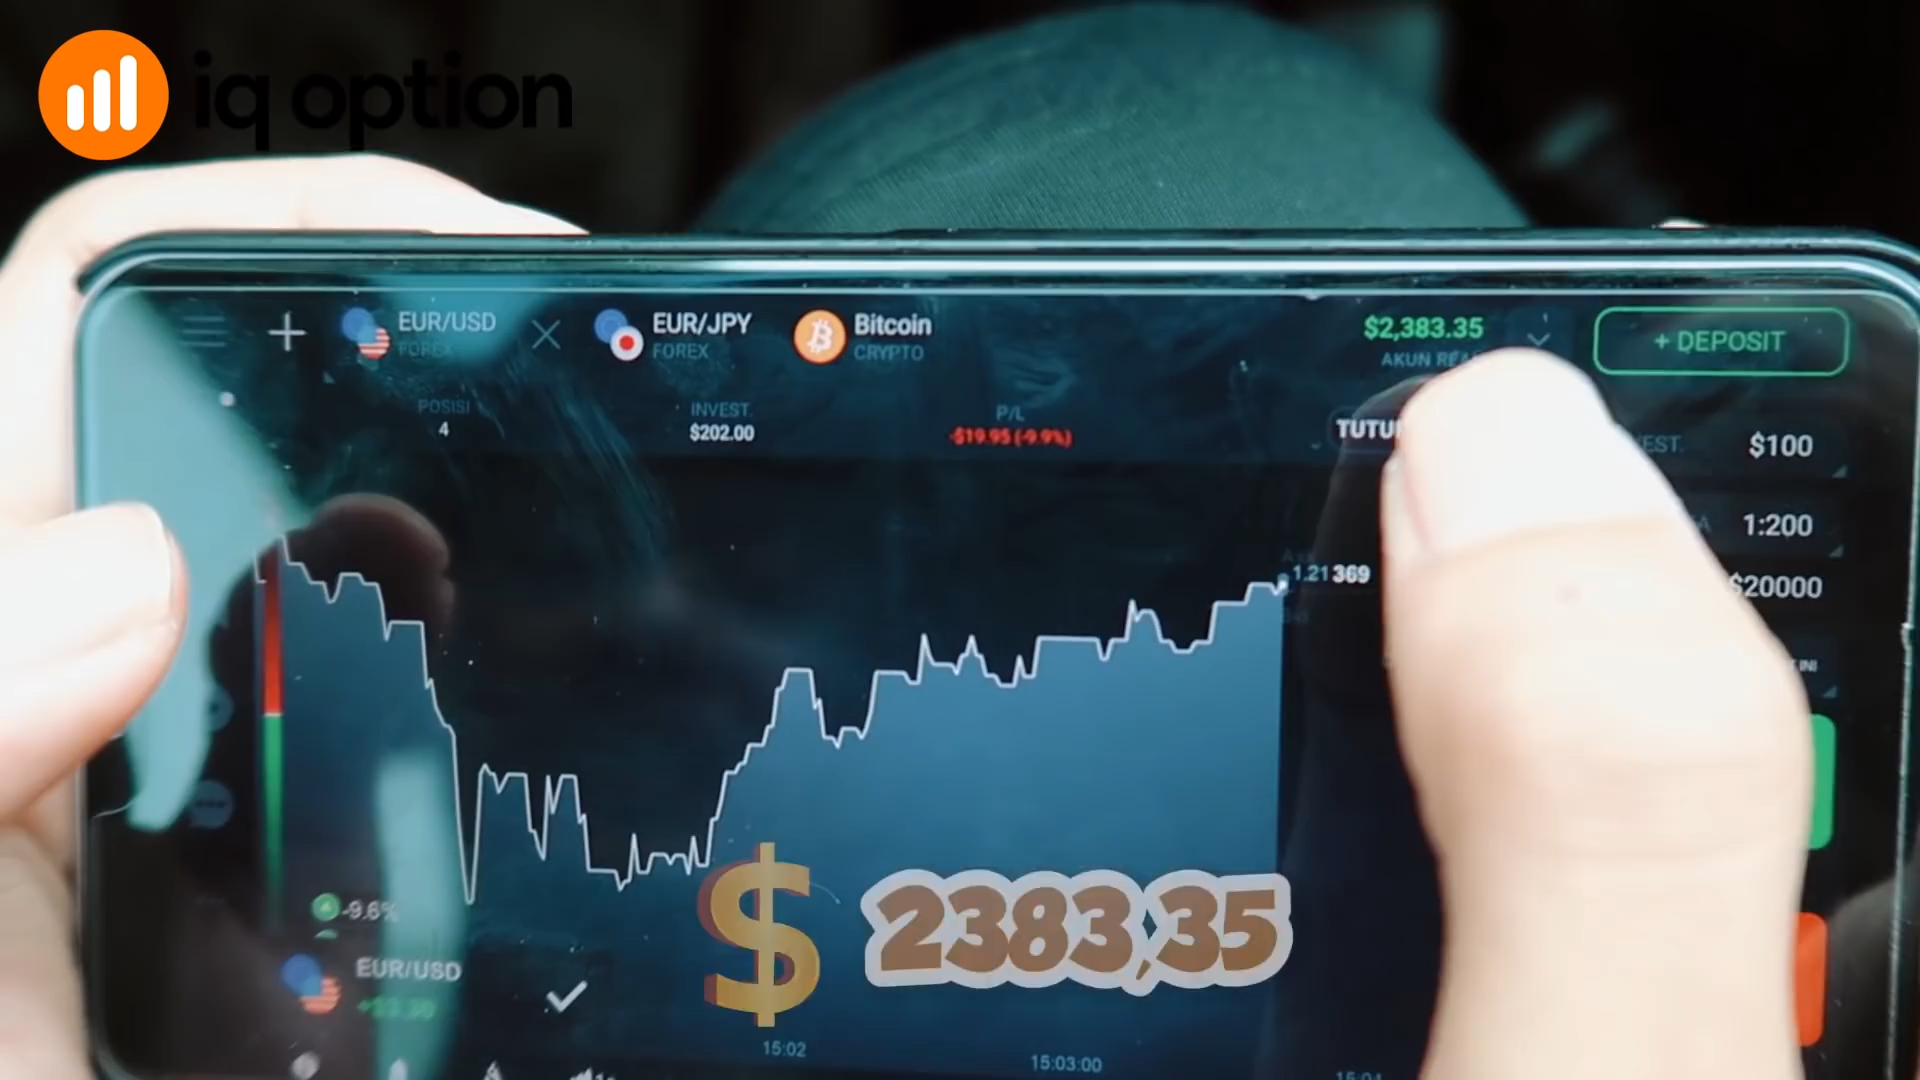 iq option
EUR/USD
FOREX
EUR/JPY
FOREX
Bitcoin
CRYPTO
$2,383.35
AKUN
+ DEPOSIT
POSISI
4
INVEST.
$202.00
P/L
-$19.95 (-9.9%)
$100
1:200
$20000
1.21369
-9.6%
EUR/USD
$ 2383,35
15:02
15:03:00